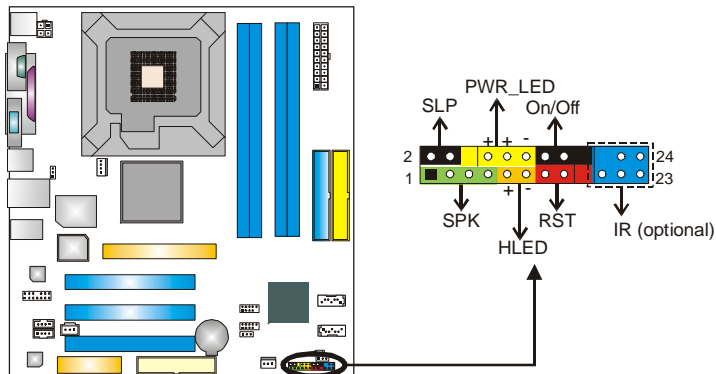 PWR_LED
SLP
On/Off
+ + -
2
24
1
23
+ -
SPK
RST
IR (optional)
HLED